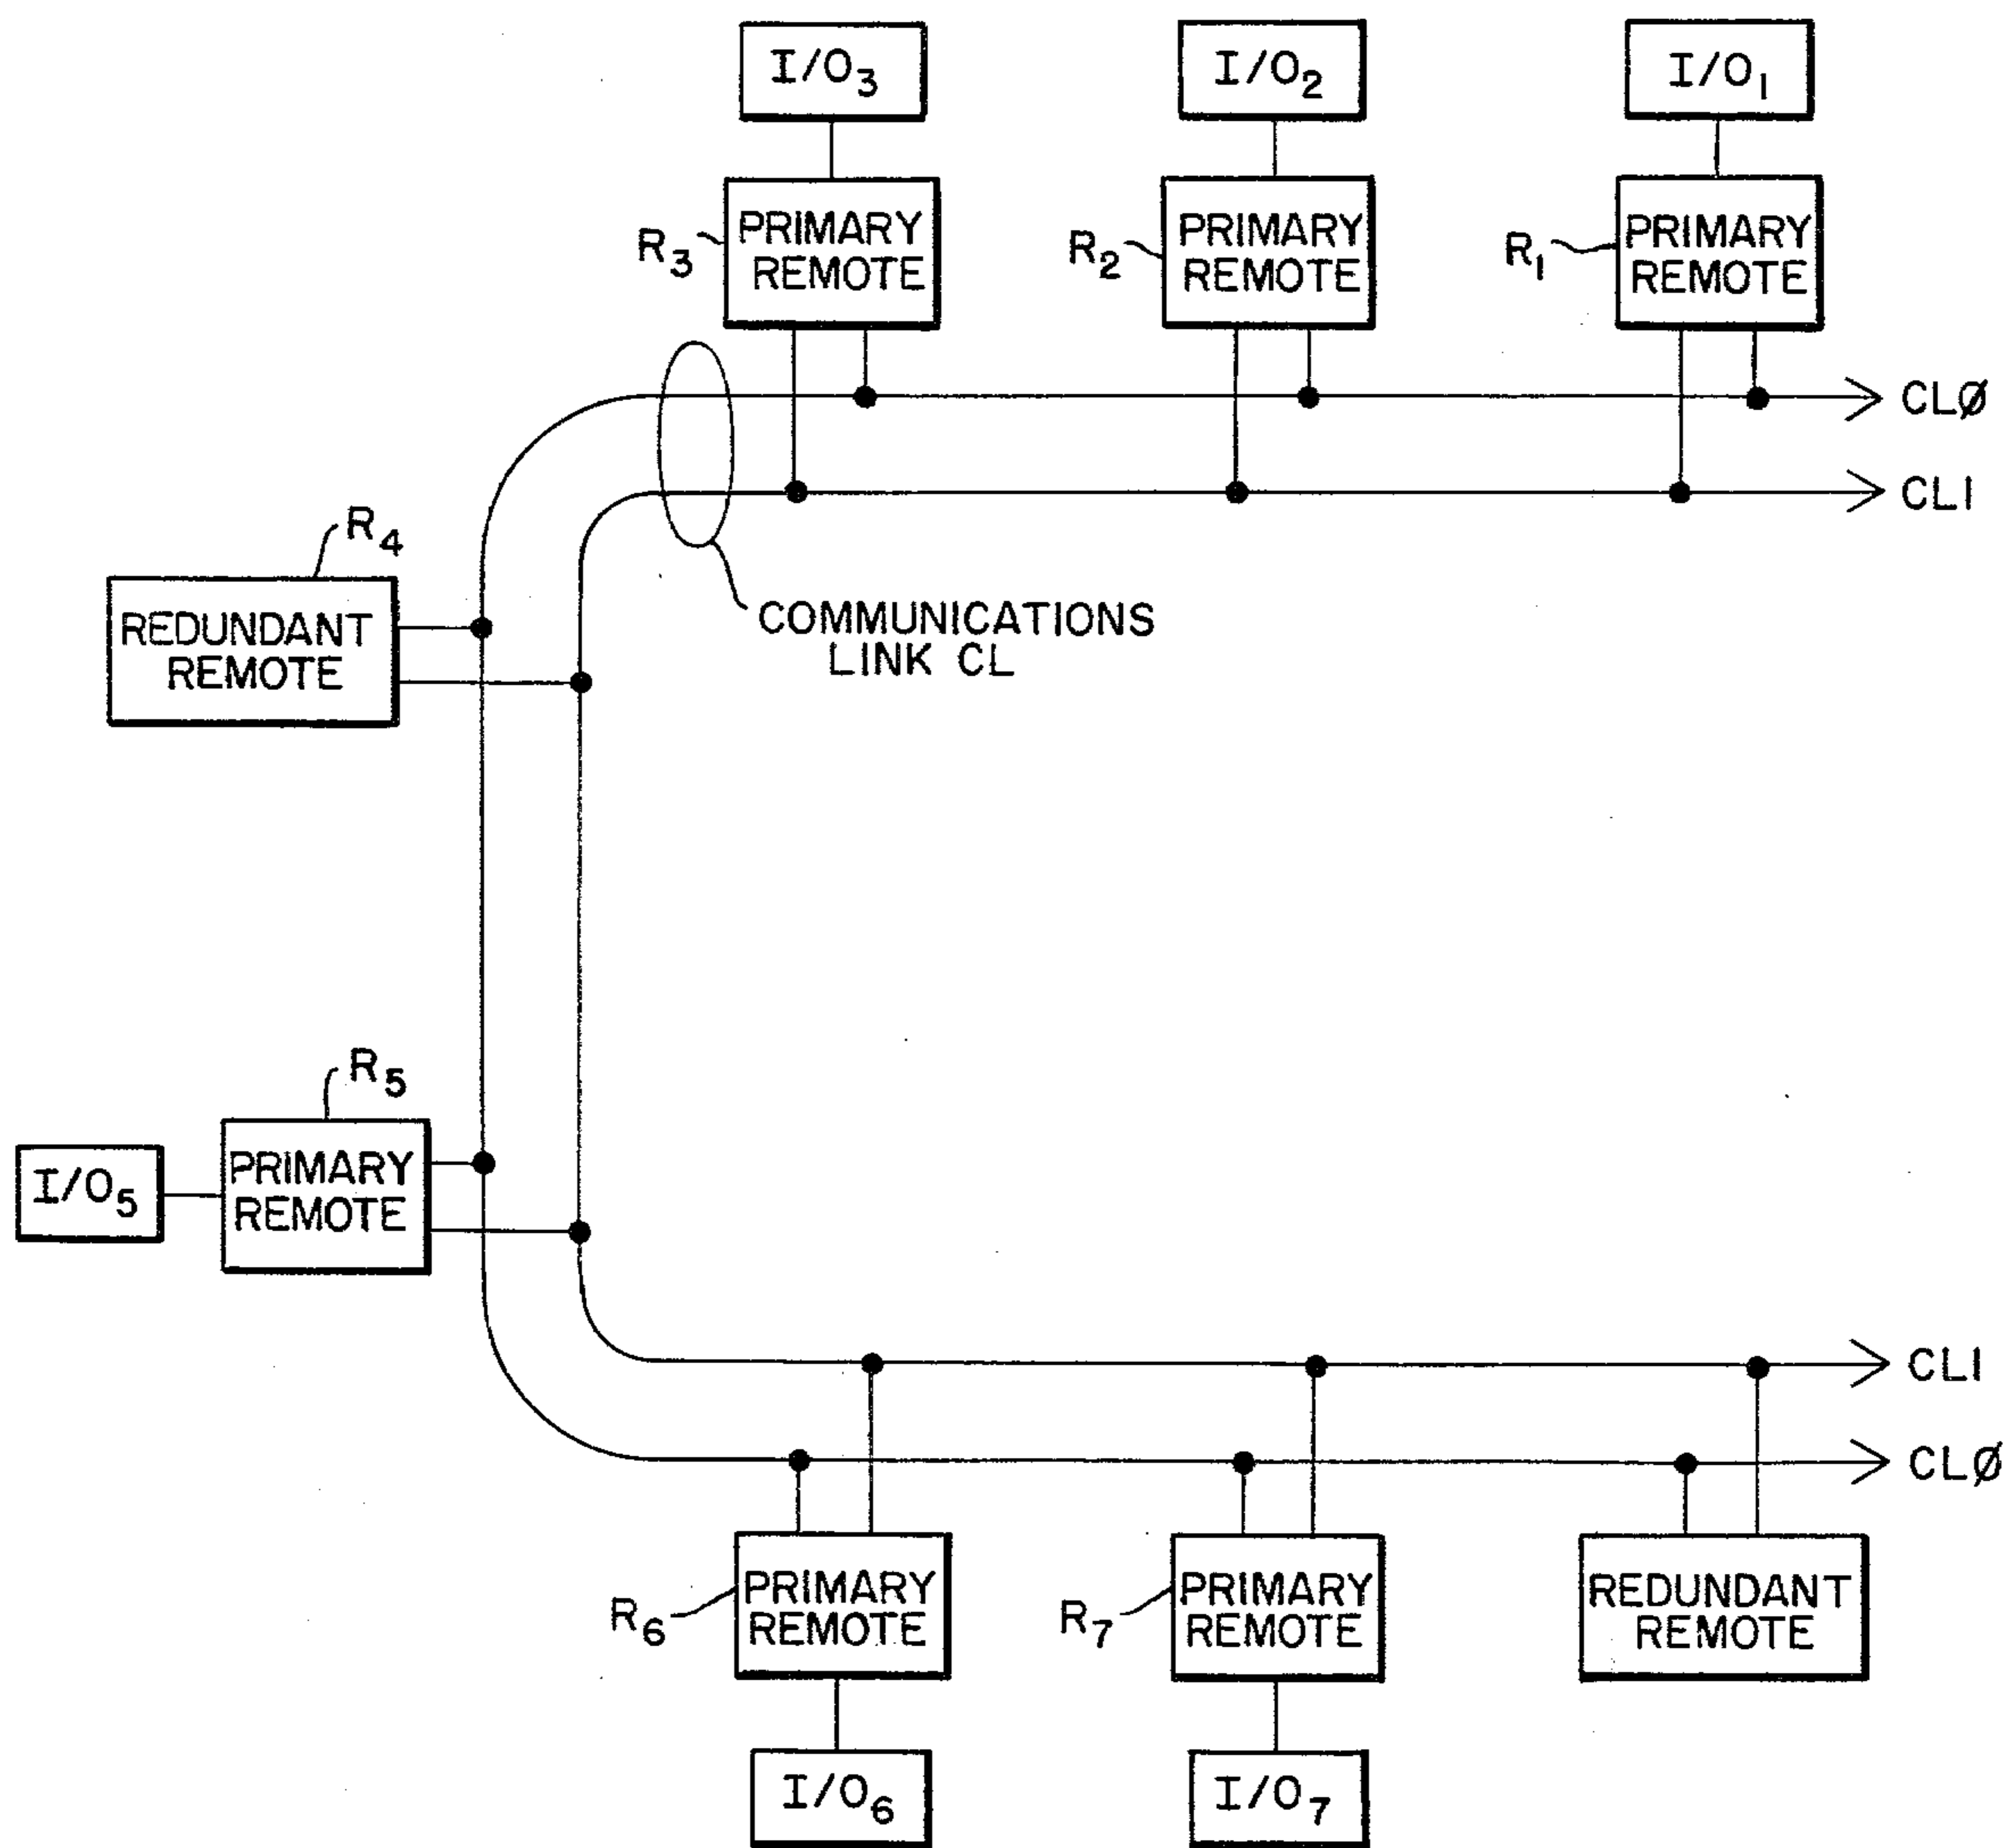 I/O3
I/O2
I/O1
R3
PRIMARY
REMOTE
R2
PRIMARY
REMOTE
R1
PRIMARY
REMOTE
CLØ
CL1
R4
REDUNDANT
REMOTE
COMMUNICATIONS
LINK CL
R5
I/O5
PRIMARY
REMOTE
CL1
CLØ
R6
PRIMARY
REMOTE
R7
PRIMARY
REMOTE
REDUNDANT
REMOTE
I/O6
I/O7